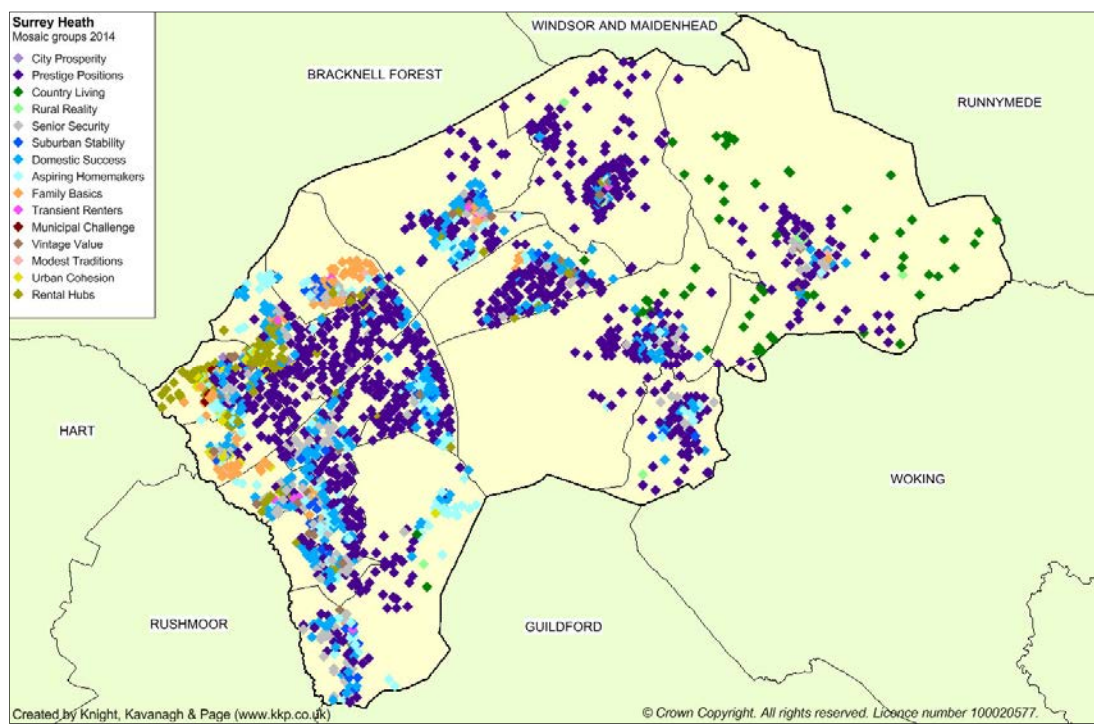 Surrey Heath
Mosaic groups 2014
City Prosperity
Prestige Positions
Country Living
Rural Reality
Senior Security
Suburban Stability
Domestic Success
Aspiring Homemakers
Family Basics
Transient Renters
Municipal Challenge
Vintage Value
Modest Traditions
Urban Cohesion
Rental Hubs
WINDSOR AND MAIDENHEAD
BRACKNELL FOREST
RUNNYMEDE
HART
WOKING
RUSHMOOR
GUILDFORD
Created by Knight, Kavanagh & Page (www.kkp.co.uk)
© Crown Copyright. All rights reserved. Licence number 100020577.